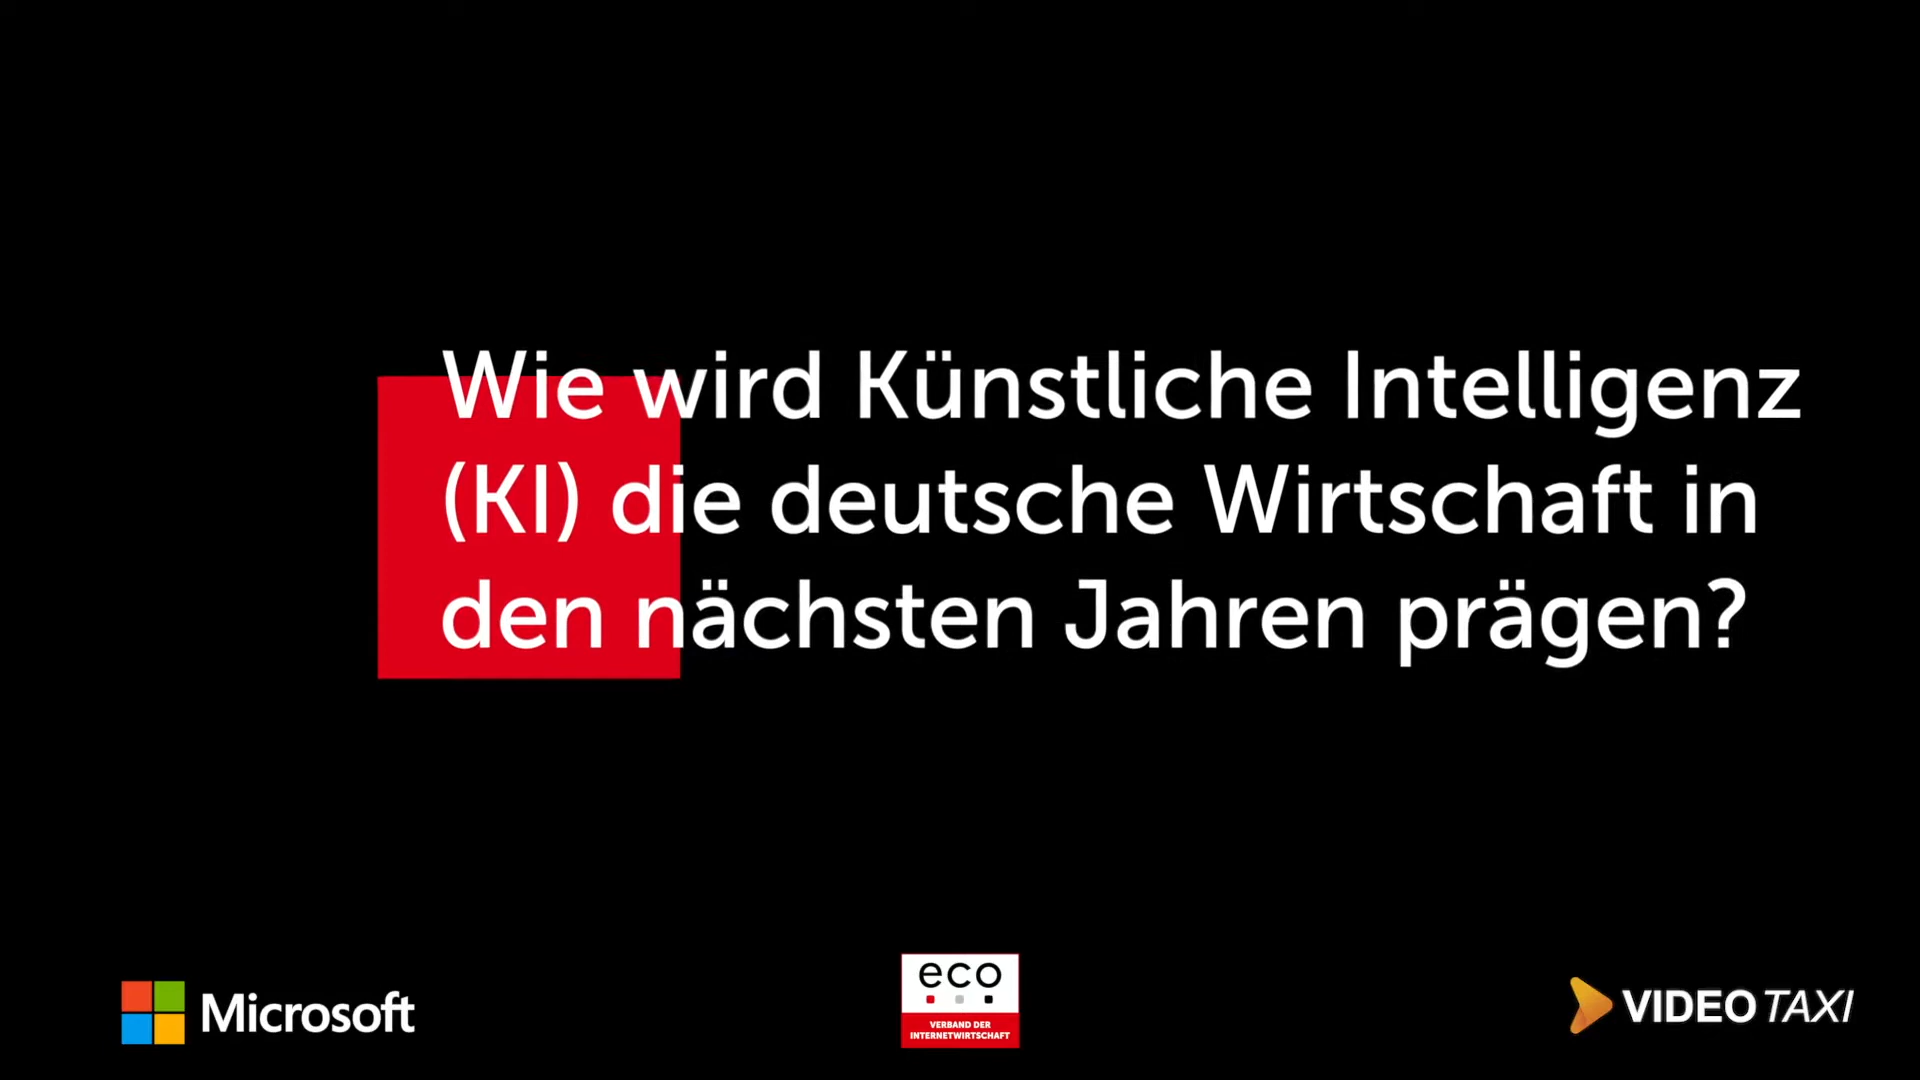 Wie wird Künstliche Intelligenz
(KI) die deutsche Wirtschaft in
den nächsten Jahren prägen?
Microsoft
eco
VERBAND DER
INTERNETWIRTSCHAFT
VIDEO TAXI